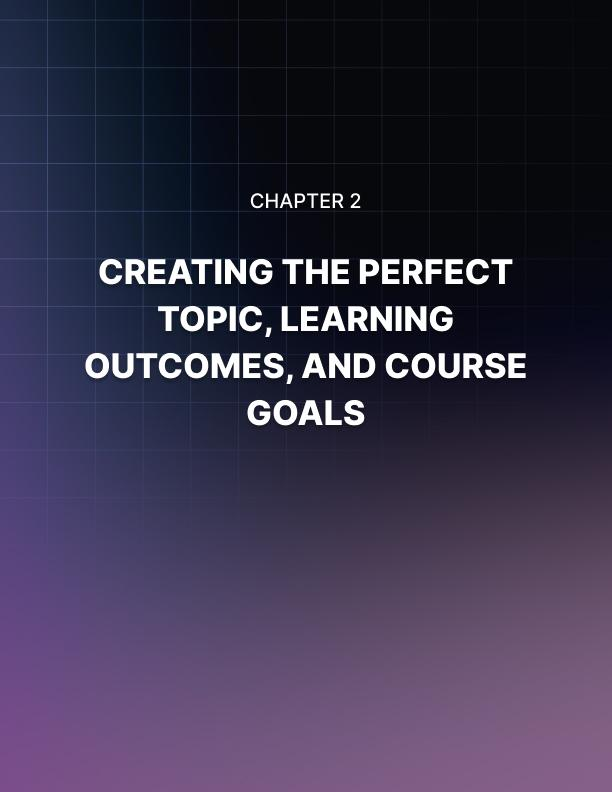 CHAPTER 2
CREATING THE PERFECT
TOPIC, LEARNING
OUTCOMES, AND COURSE
GOALS